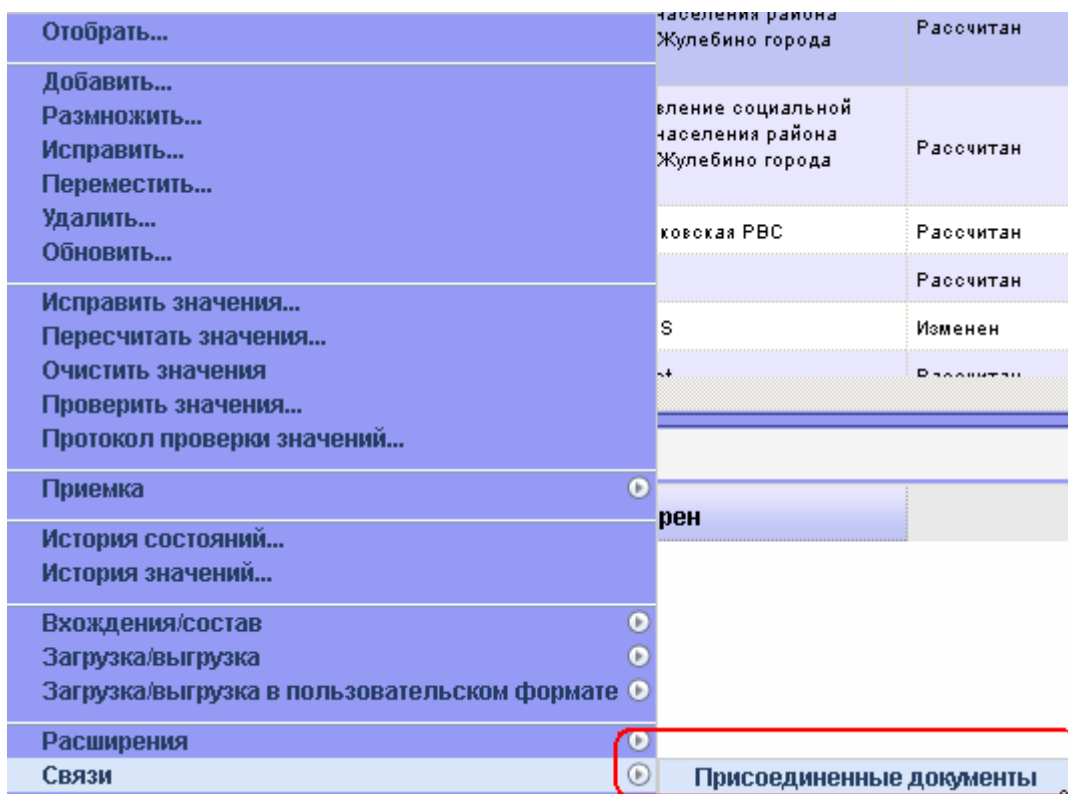 Отобрать...
Добавить...
Размножить...
Исправить...
Переместить...
Удалить...
Обновить...
Исправить значения...
Пересчитать значения...
Очистить значения
Проверить значения...
Протокол проверки значений...
Приемка
История состояний...
История значений...
Вхождения/состав
Загрузка/выгрузка
Загрузка/выгрузка в пользовательском формате
Расширения
Связи
Присоединенные документы
населения района
Жулебино города
Рассчитан
вление социальной
населения района
Жулебино города
Рассчитан
ковская РВС
Рассчитан
Рассчитан
S
Изменен
Рассчитан
рен